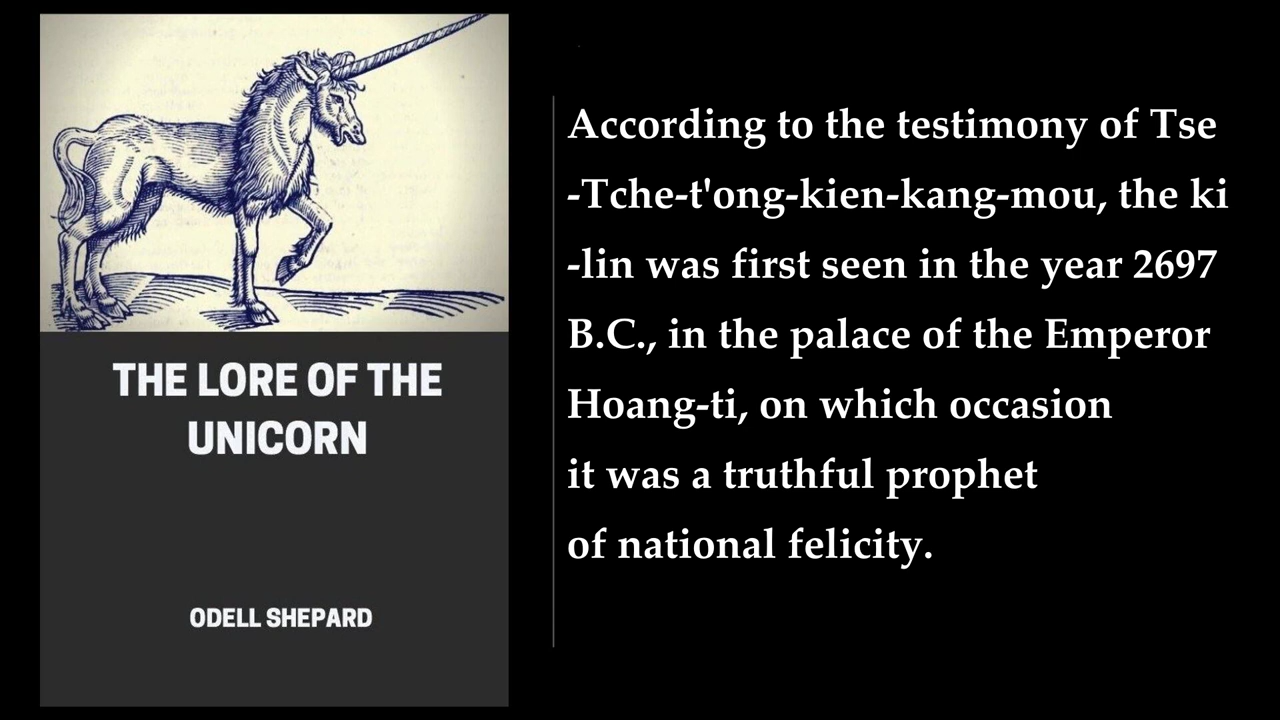 THE LORE OF THE
UNICORN
ODELL SHEPARD
According to the testimony of Tse
-Tche-t'ong-kien-kang-mou, the ki
-lin was first seen in the year 2697
B.C., in the palace of the Emperor
Hoang-ti, on which occasion
it was a truthful prophet
of national felicity.